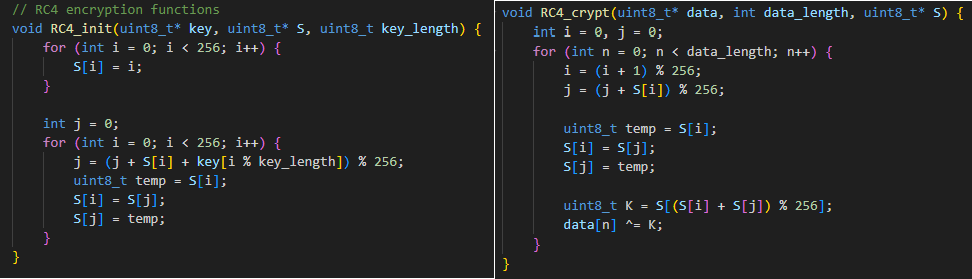 // RC4 encryption functions
void RC4_init(uint8_t* key, uint8_t* S, uint8_t key_length) {
    for (int i = 0; i < 256; i++) {
        S[i] = i;
    }

    int j = 0;
    for (int i = 0; i < 256; i++) {
        j = (j + S[i] + key[i % key_length]) % 256;
        uint8_t temp = S[i];
        S[i] = S[j];
        S[j] = temp;
    }
}
void RC4_crypt(uint8_t* data, int data_length, uint8_t* S) {
    int i = 0, j = 0;
    for (int n = 0; n < data_length; n++) {
        i = (i + 1) % 256;
        j = (j + S[i]) % 256;

        uint8_t temp = S[i];
        S[i] = S[j];
        S[j] = temp;

        uint8_t K = S[(S[i] + S[j]) % 256];
        data[n] ^= K;
    }
}